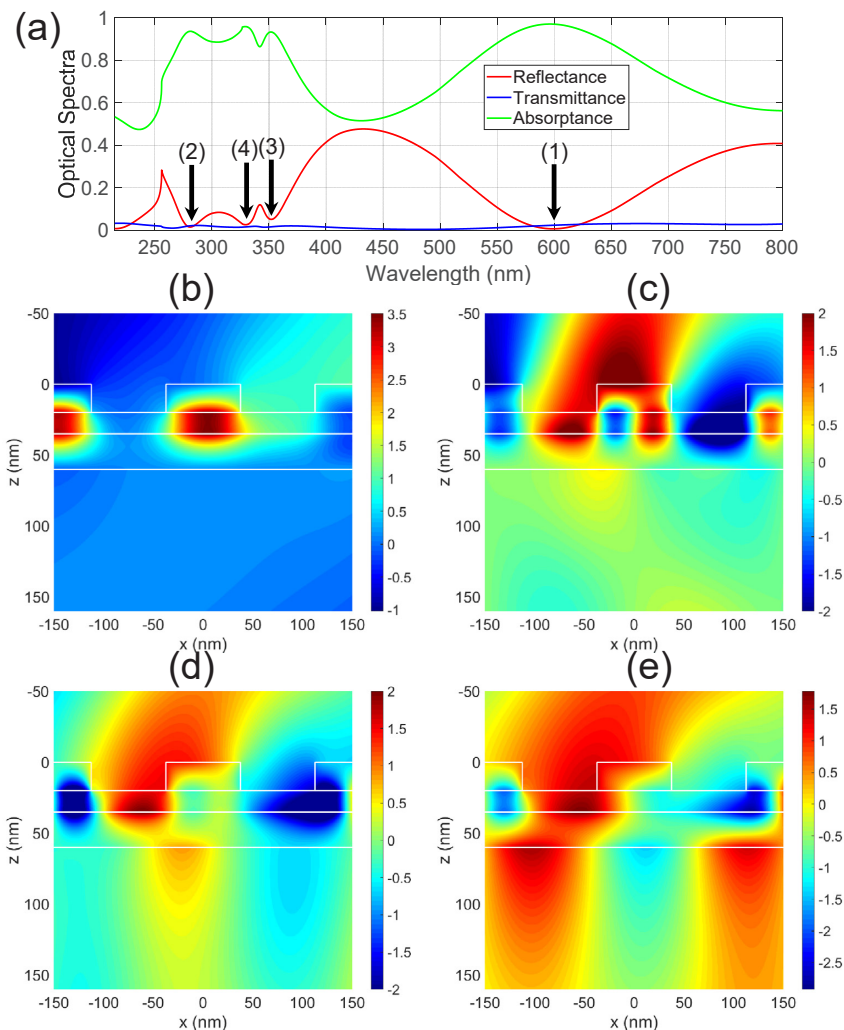 (a)
Optical Spectra
1
0.8
0.6
0.4
0.2
0
Reflectance
Transmittance
Absorptance
(2)
(4)
(3)
(1)
250 300 350 400 450 500 550 600 650 700 750 800
Wavelength (nm)
(b)
-50
0
50
100
150
z (nm)
-150 -100 -50 0 50 100 150
x (nm)
3.5
3
2.5
2
1.5
1
0.5
0
-0.5
-1
(c)
-50
0
50
100
150
z (nm)
-150 -100 -50 0 50 100 150
x (nm)
2
1.5
1
0.5
0
-0.5
-1
-1.5
-2
(d)
-50
0
50
100
150
z (nm)
-150 -100 -50 0 50 100 150
x (nm)
2
1.5
1
0.5
0
-0.5
-1
-1.5
-2
(e)
-50
0
50
100
150
z (nm)
-150 -100 -50 0 50 100 150
x (nm)
1.5
1
0.5
0
-0.5
-1
-1.5
-2
-2.5